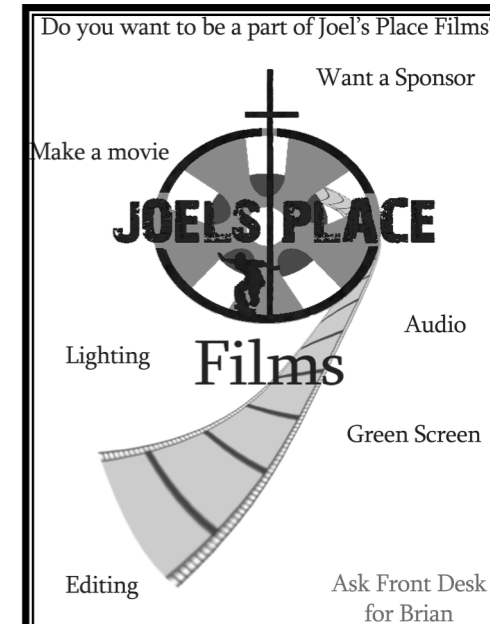 Do you want to be a part of Joel's Place Films
Want a Sponsor
Make a movie
JOELS PLACE
Audio
Lighting
Films
Green Screen
Editing
Ask Front Desk
for Brian